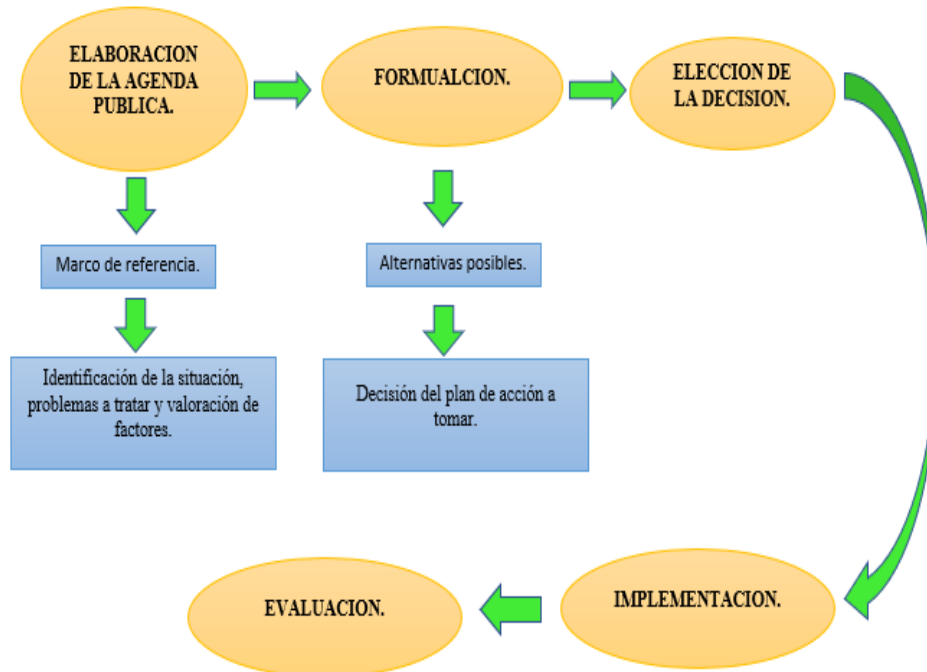 ELABORACION
DE LA AGENDA
PUBLICA.
FORMUALCION.
ELECCION DE
LA DECISION.
Marco de referencia.
Alternativas posibles.
Identificación de la situación,
problemas a tratar y valoración de
factores.
Decisión del plan de acción a
tomar.
EVALUACION.
IMPLEMENTACION.